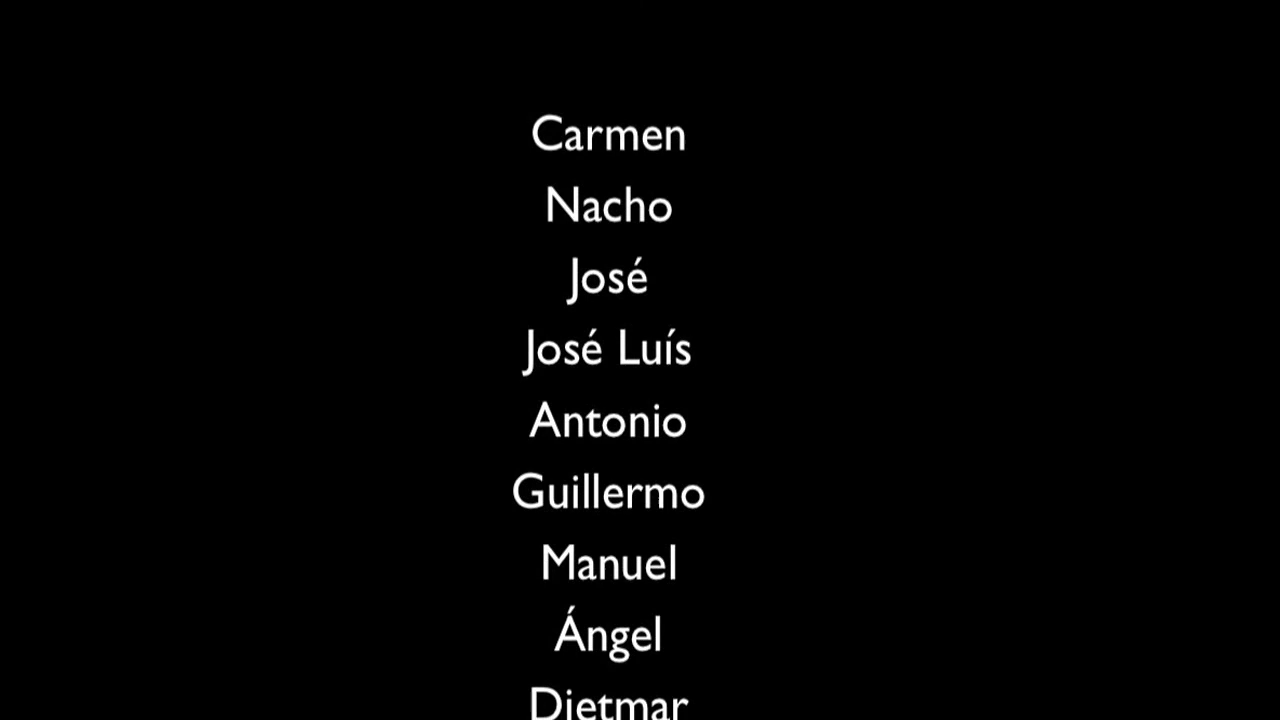 Carmen
Nacho
José
José Luís
Antonio
Guillermo
Manuel
Ángel
Dietmar